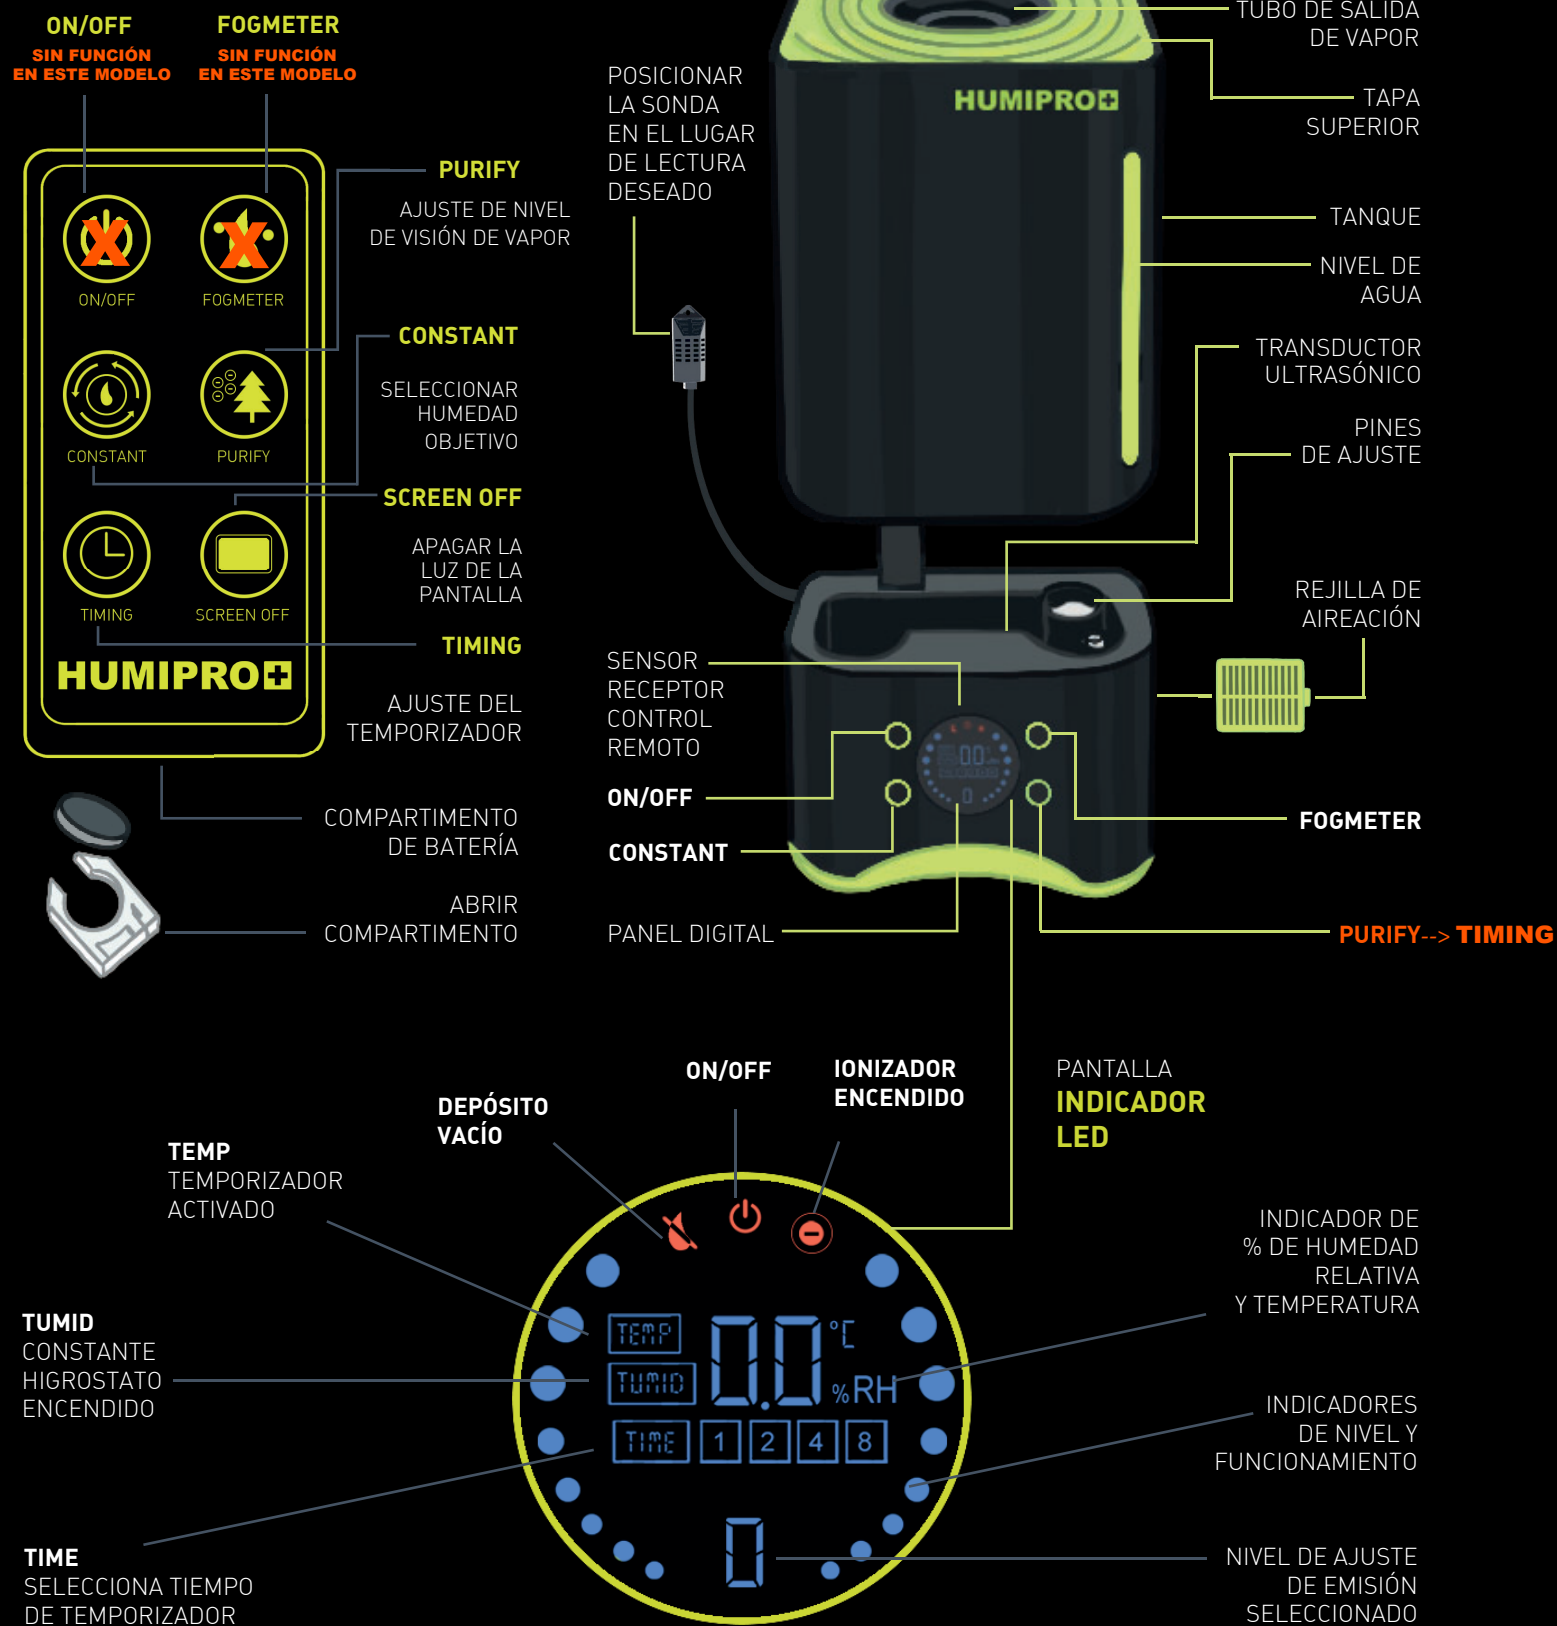 ON/OFF
SIN FUNCIÓN
EN ESTE MODELO
FOGMETER
SIN FUNCIÓN
EN ESTE MODELO
ON/OFF
FOGMETER
CONSTANT
PURIFY
TIMING
SCREEN OFF
HUMIPRO
PURIFY
AJUSTE DE NIVEL
DE VISIÓN DE VAPOR
CONSTANT
SELECCIONAR
HUMEDAD
OBJETIVO
SCREEN OFF
APAGAR LA
LUZ DE LA
PANTALLA
TIMING
AJUSTE DEL
TEMPORIZADOR
COMPARTIMENTO
DE BATERÍA
ABRIR
COMPARTIMENTO
POSICIONAR
LA SONDA
EN EL LUGAR
DE LECTURA
DESEADO
HUMIPRO
TUBO DE SALIDA
DE VAPOR
TAPA
SUPERIOR
TANQUE
NIVEL DE
AGUA
TRANSDUCTOR
ULTRASÓNICO
PINES
DE AJUSTE
REJILLA DE
AIREACIÓN
SENSOR
RECEPTOR
CONTROL
REMOTO
ON/OFF
CONSTANT
PANEL DIGITAL
FOGMETER
PURIFY--> TIMING
PANTALLA
INDICADOR
LED
ON/OFF
IONIZADOR
ENCENDIDO
DEPÓSITO
VACÍO
TEMP
TEMPORIZADOR
ACTIVADO
TUMID
CONSTANTE
HIGROSTATO
ENCENDIDO
TIME
SELECCIONA TIEMPO
DE TEMPORIZADOR
TEMP
0.0 °C
TUMID
%RH
TIME 1 2 4 8
0
INDICADOR DE
% DE HUMEDAD
RELATIVA
Y TEMPERATURA
INDICADORES
DE NIVEL Y
FUNCIONAMIENTO
NIVEL DE AJUSTE
DE EMISIÓN
SELECCIONADO